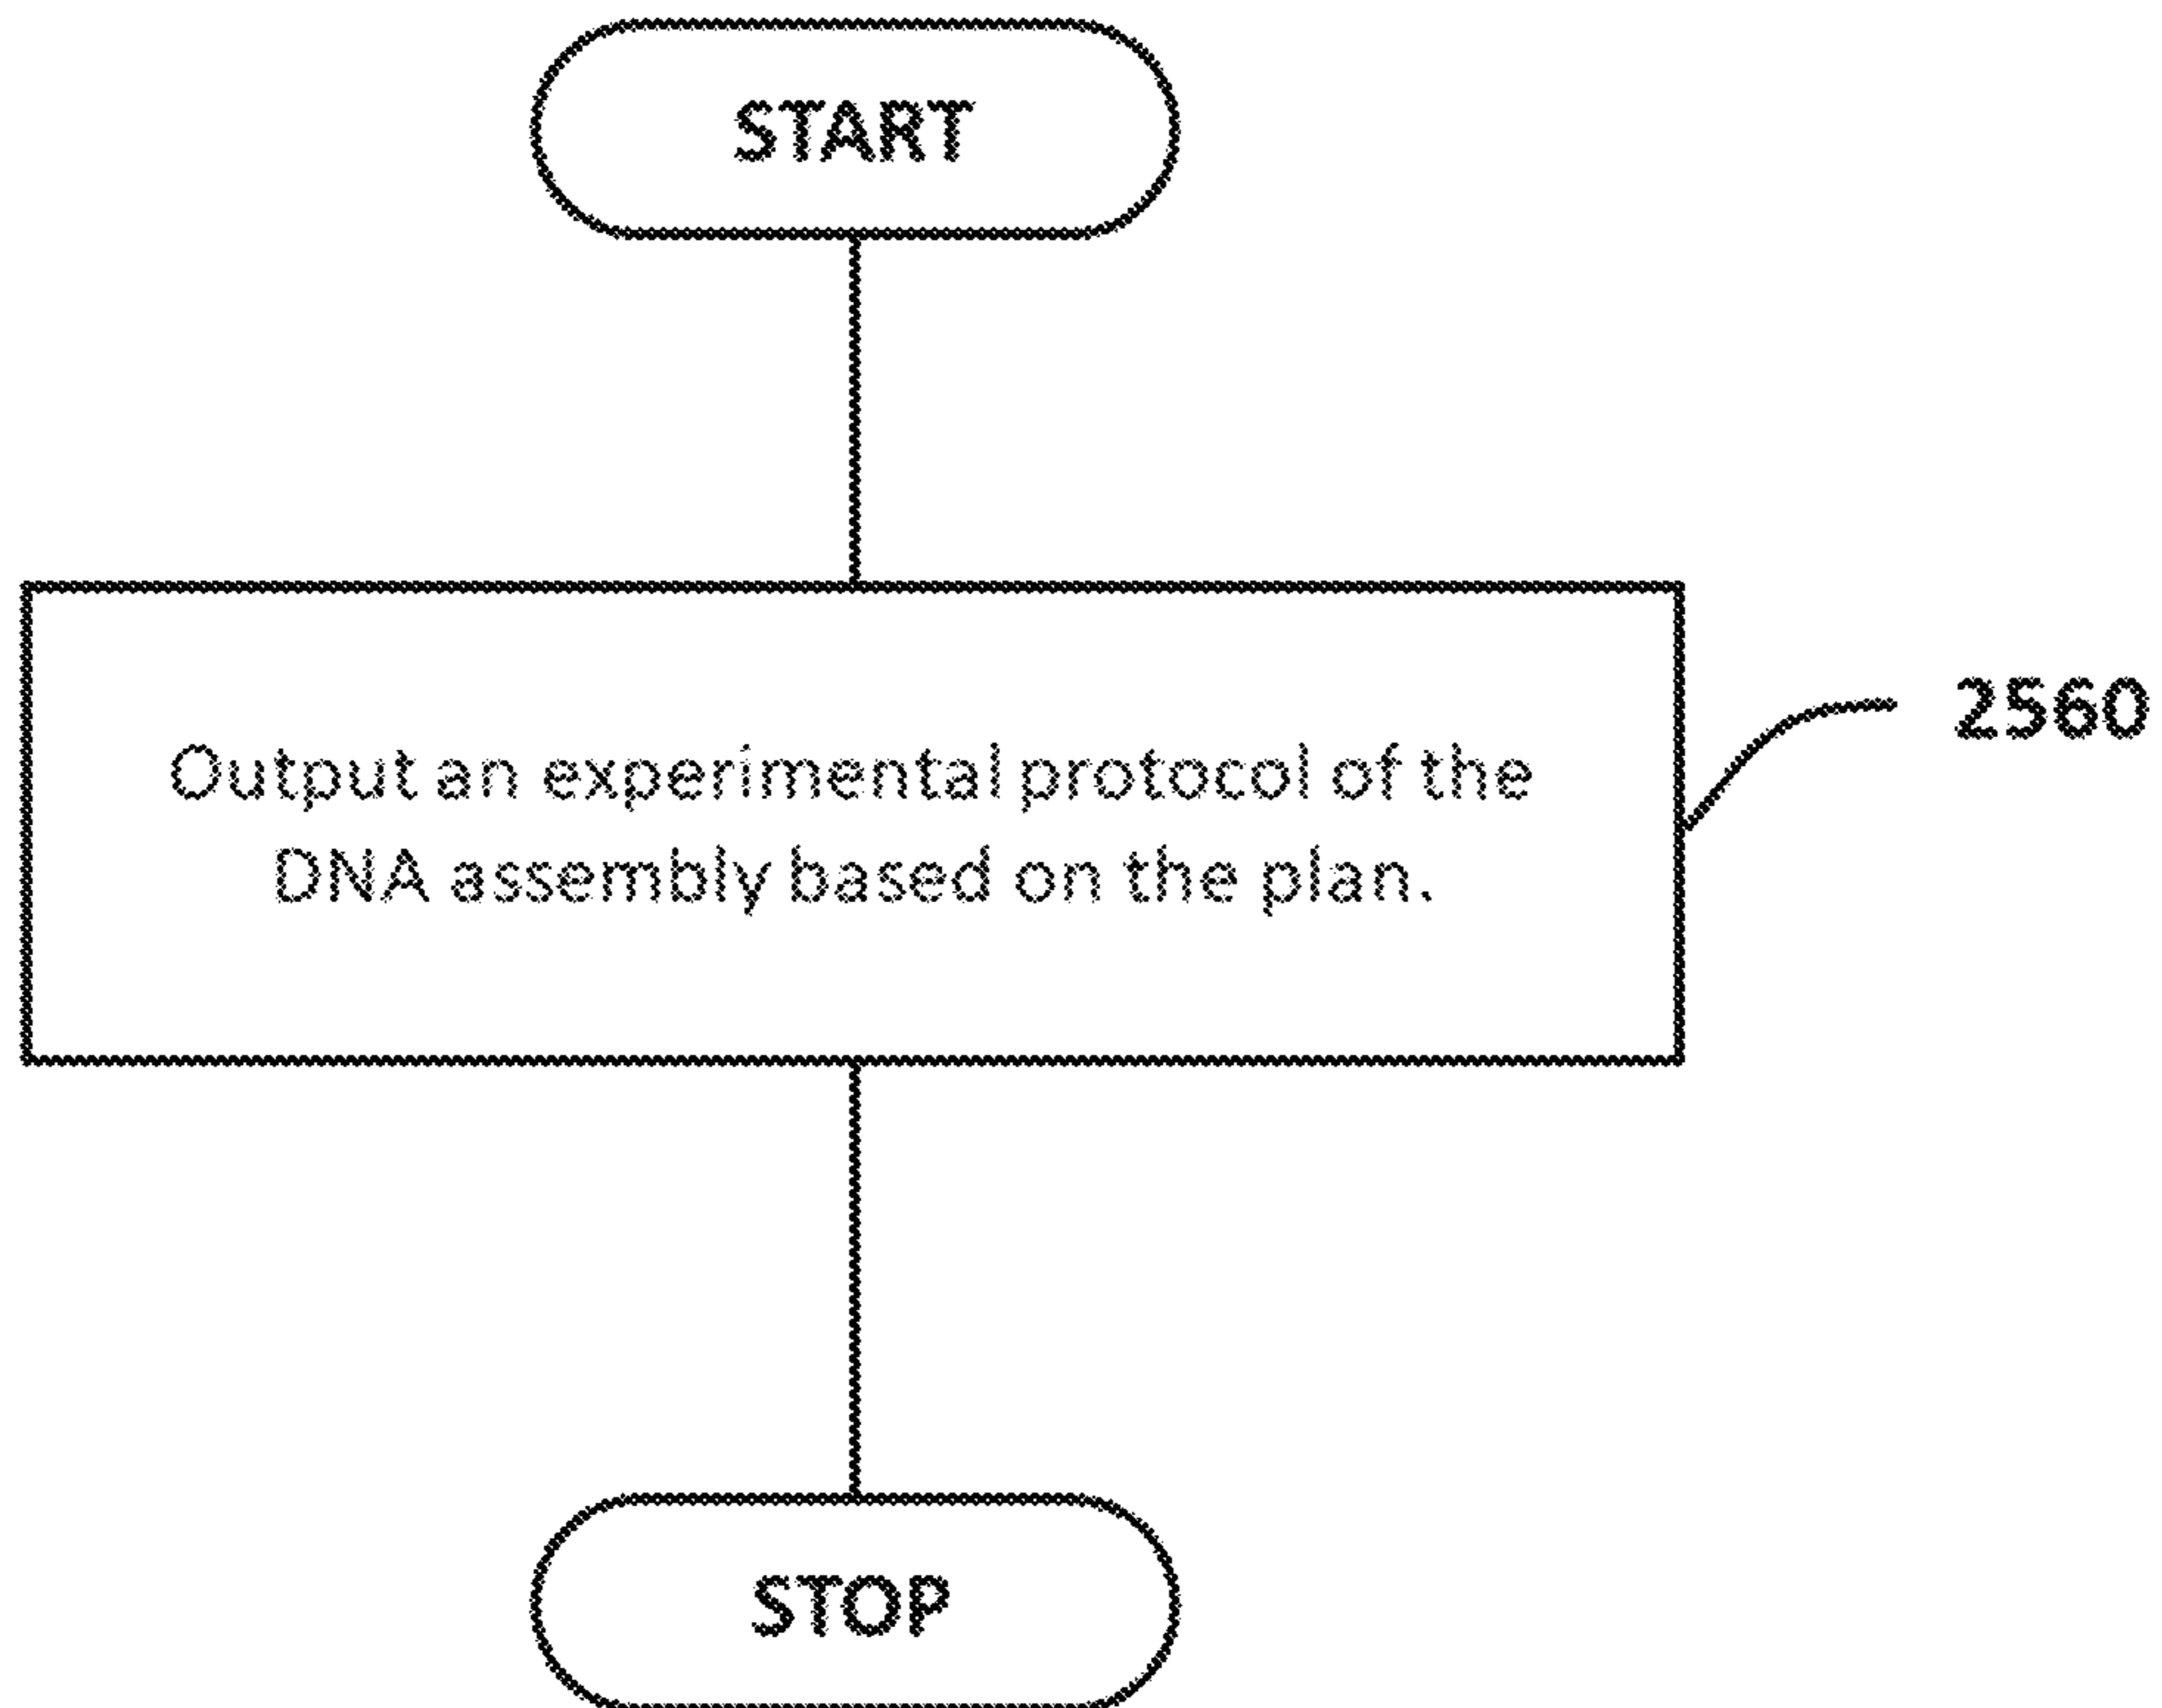 START
2560
Output an experimental protocol of the
DNA assembly based on the plan.
STOP